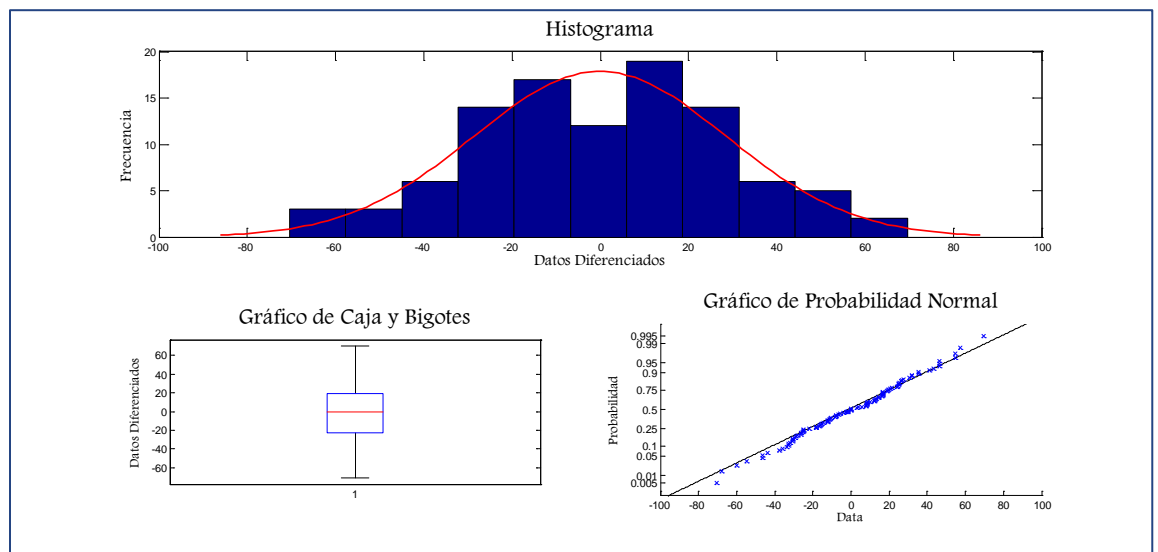 Histograma
20
15
10
5
0
Frecuencia
-100 -80 -60 -40 -20 0 20 40 60 80 100
Datos Diferenciados
Gráfico de Caja y Bigotes
60
40
20
0
-20
-40
-60
Datos Diferenciados
1
Gráfico de Probabilidad Normal
0.995
0.99
0.95
0.9
0.75
0.5
0.25
0.1
0.05
0.01
0.005
Probabilidad
-100 -80 -60 -40 -20 0 20 40 60 80 100
Data